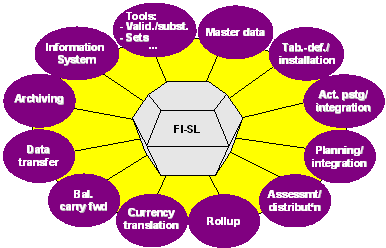 Tools:
- Valid./subst.
- Sets
...
Master data
Tab.-def./
installation
Act. pstg/
integration
Planning/
integration
Assessmt/
distribut'n
Rollup
Currency
translation
Bal.
carry fwd
Data
transfer
Archiving
Information
System
FI-SL